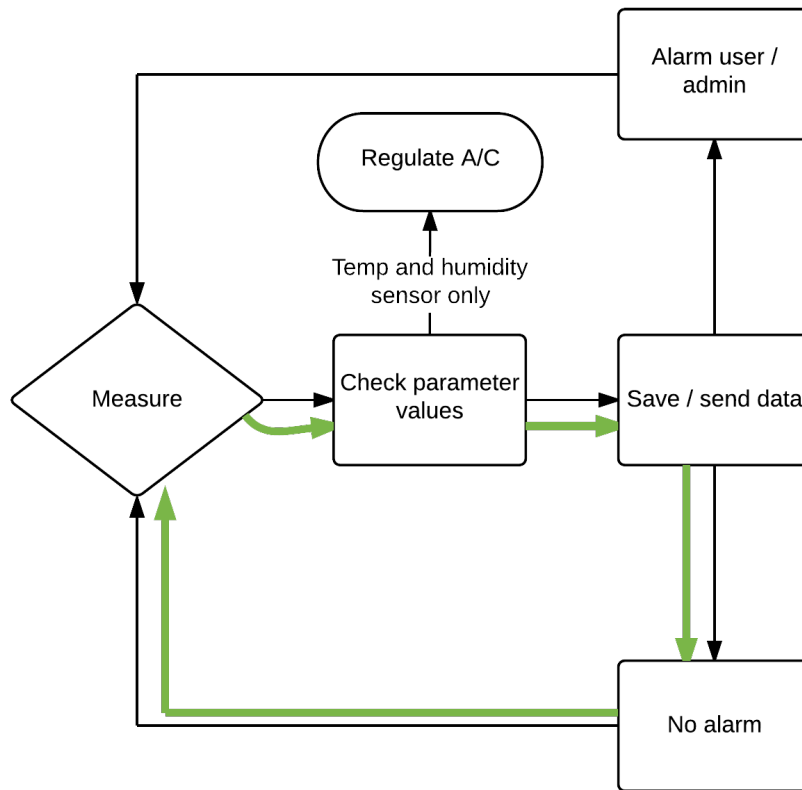 Alarm user /
admin
Regulate A/C
Temp and humidity
sensor only
Measure
Check parameter
values
Save / send data
No alarm